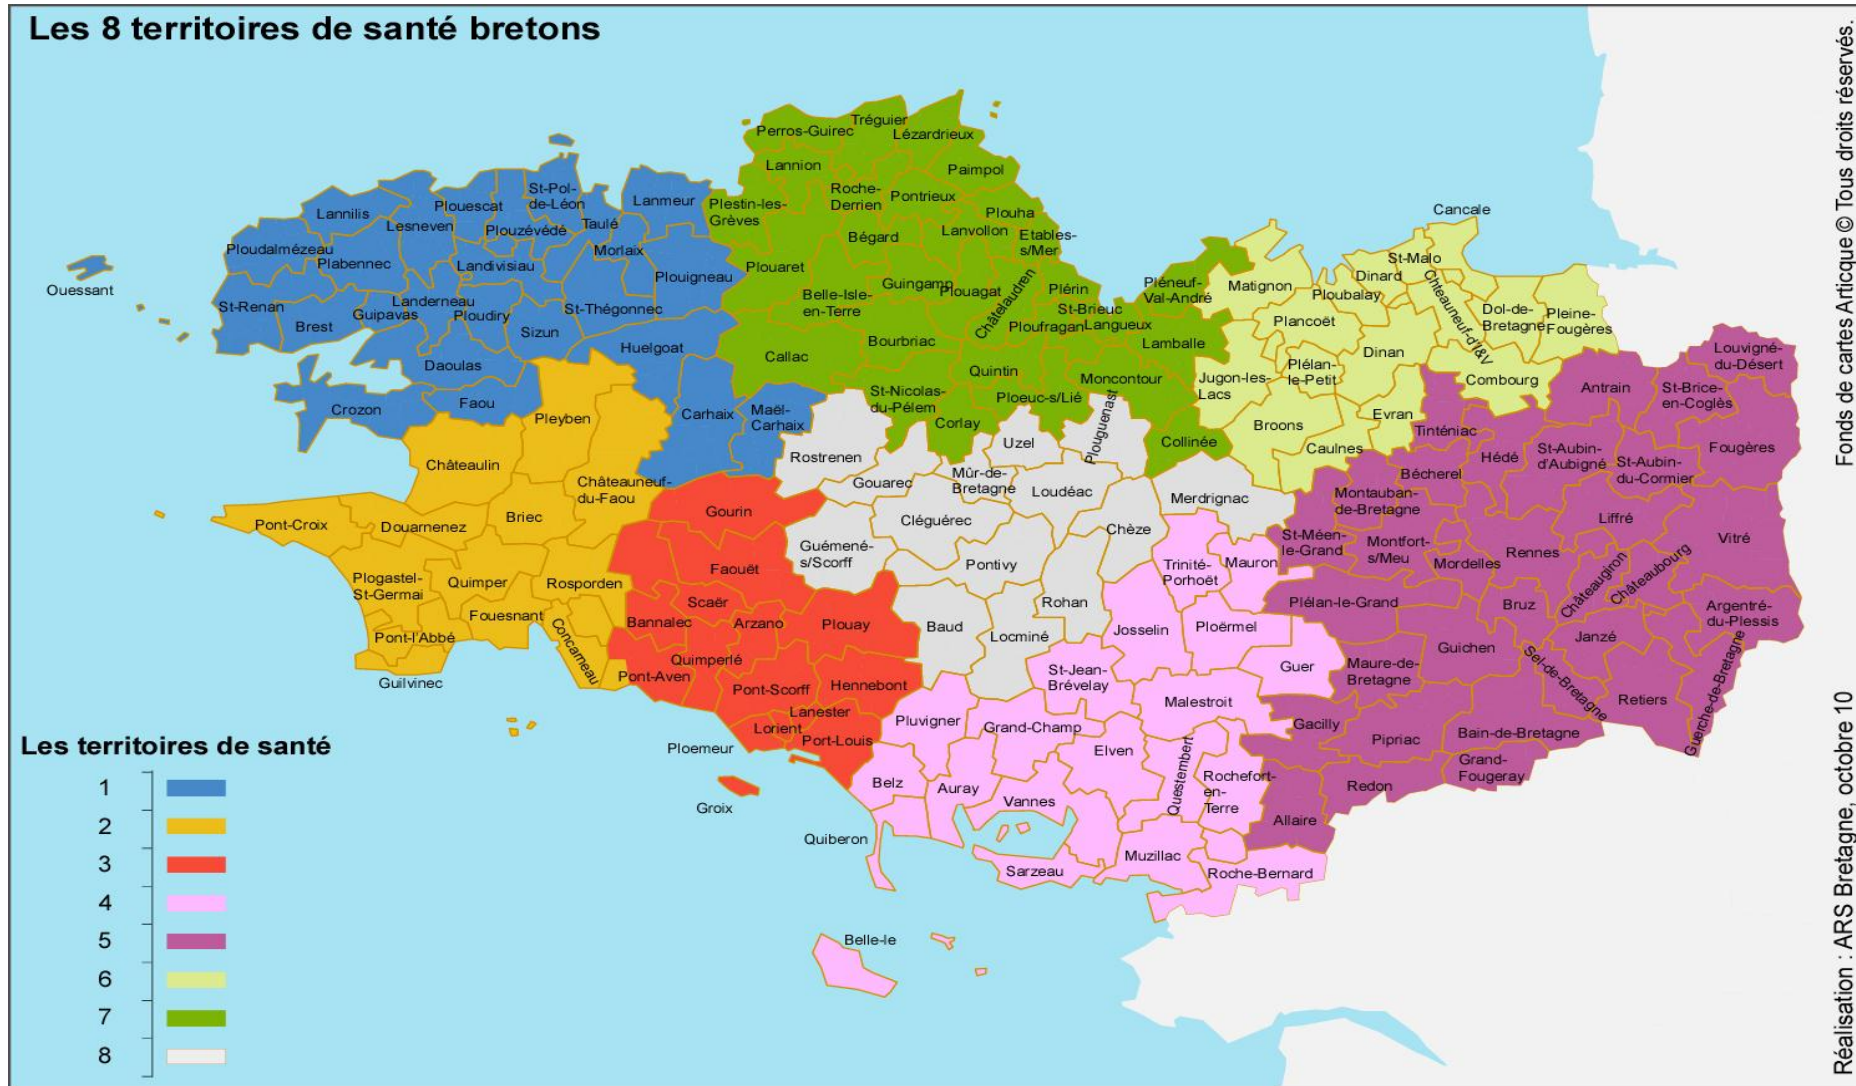 Les 8 territoires de santé bretons
Fonds de cartes Articque © Tous droits réservés.
Réalisation : ARS Bretagne, octobre 10
Ouessant
Ploudalmézeau
Lannilis
Plabennec
Lesneven
Plouescat
St-Pol-
de-Léon
Plouzévédé
Taulé
Lanmeur
Morlaix
Plouigneau
Landivisiau
St-Renan
Brest
Guipavas
Landerneau
Ploudiry
Sizun
St-Thégonnec
Huelgoat
Daoulas
Crozon
Faou
Carhaix
Maël-
Carhaix
Perros-Guirec
Tréguier
Lézardrieux
Lannion
Paimpol
Plestin-les-
Grèves
Roche-
Derrien
Pontrieux
Plouha
Bégard
Lanvollon
Etables-
s/Mer
Plouaret
Belle-Isle-
en-Terre
Guingamp
Plouagat
Châtelaudren
Plérin
St-Brieuc
Ploufragan
Langueux
Pléneuf-
Val-André
Lamballe
Callac
Bourbriac
Quintin
Moncontour
St-Nicolas-
du-Pélem
Ploeuc-s/Lié
Corlay
Collinée
Cancale
St-Malo
Dinard
Matignon
Ploubalay
Châteauneuf-d'I&V
Dol-de-
Bretagne
Pleine-
Fougères
Plancoët
Dinan
Plélan-
le-Petit
Jugon-les-
Lacs
Combourg
Evran
Broons
Caulnes
Louvigné-
du-Désert
Antrain
St-Brice-
en-Coglès
Tinténiac
Hédé
St-Aubin-
d'Aubigné
Fougères
St-Aubin-
du-Cormier
Bécherel
Montauban-
de-Bretagne
Liffré
St-Méen-
le-Grand
Montfort-
s/Meu
Mordelles
Rennes
Vitré
Châteaugiron
Châteaubourg
Plélan-le-Grand
Bruz
Argentré-
du-Plessis
Janzé
Guichen
Maure-de-
Bretagne
Sel-de-Bretagne
Retiers
Guerche-de-Bretagne
Gacilly
Pipriac
Bain-de-Bretagne
Grand-
Fougeray
Redon
Allaire
Rostrenen
Uzel
Plouguenast
Gouarec
Mûr-de-
Bretagne
Loudéac
Merdrignac
Cléguérec
Chèze
Guémené-
s/Scorff
Pontivy
Rohan
Baud
Locminé
Pleyben
Châteaulin
Châteauneuf-
du-Faou
Pont-Croix
Douarnenez
Briec
Plogastel-
St-Germai
Quimper
Rosporden
Fouesnant
Pont-l'Abbé
Concarneau
Guilvinec
Gourin
Faouët
Scaër
Bannalec
Arzano
Plouay
Quimperlé
Pont-Aven
Pont-Scorff
Hennebont
Lanester
Lorient
Port-Louis
Ploemeur
Groix
Trinité-
Porhoët
Mauron
Josselin
Ploërmel
Guer
St-Jean-
Brévelay
Malestroit
Pluvigner
Grand-Champ
Elven
Questembert
Rochefort-
en-
Terre
Belz
Auray
Vannes
Quiberon
Sarzeau
Muzillac
Roche-Bernard
Belle-le
Les territoires de santé
1
2
3
4
5
6
7
8